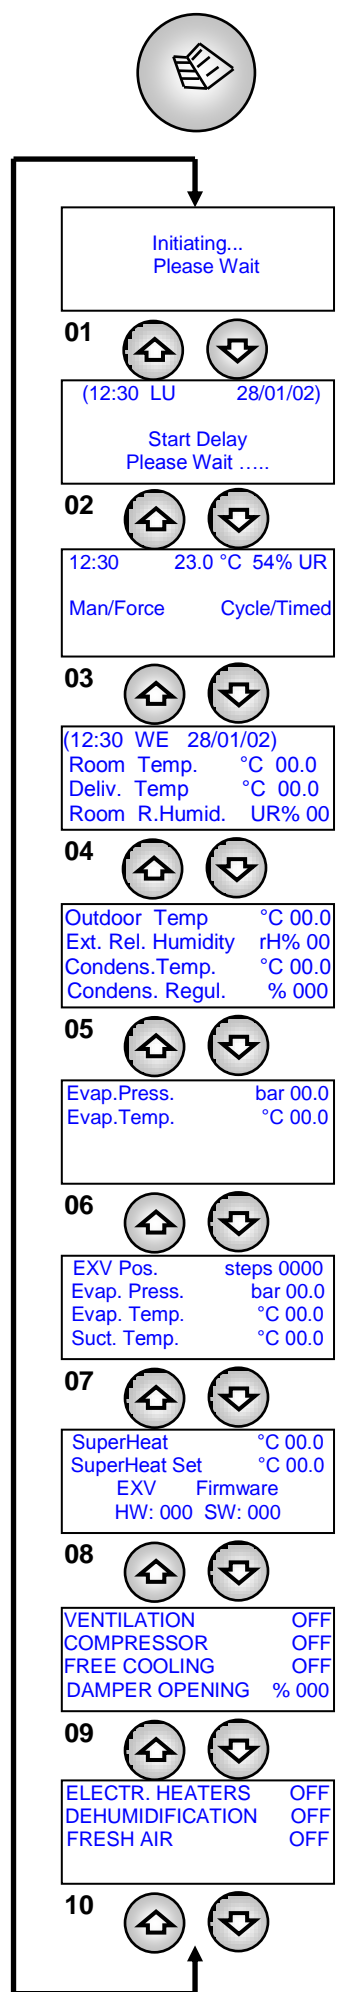 Initiating...
Please Wait
01
(12:30 LU 28/01/02)
Start Delay
Please Wait .....
02
12:30 23.0 °C 54% UR
Man/Force Cycle/Timed
03
(12:30 WE 28/01/02)
Room Temp. °C 00.0
Deliv. Temp °C 00.0
Room R.Humid. UR% 00
04
Outdoor Temp °C 00.0
Ext. Rel. Humidity rH% 00
Condens.Temp. °C 00.0
Condens. Regul. % 000
05
Evap.Press. bar 00.0
Evap.Temp. °C 00.0
06
EXV Pos. steps 0000
Evap. Press. bar 00.0
Evap. Temp. °C 00.0
Suct. Temp. °C 00.0
07
SuperHeat °C 00.0
SuperHeat Set °C 00.0
EXV Firmware
HW: 000 SW: 000
08
VENTILATION OFF
COMPRESSOR OFF
FREE COOLING OFF
DAMPER OPENING % 000
09
ELECTR. HEATERS OFF
DEHUMIDIFICATION OFF
FRESH AIR OFF
10